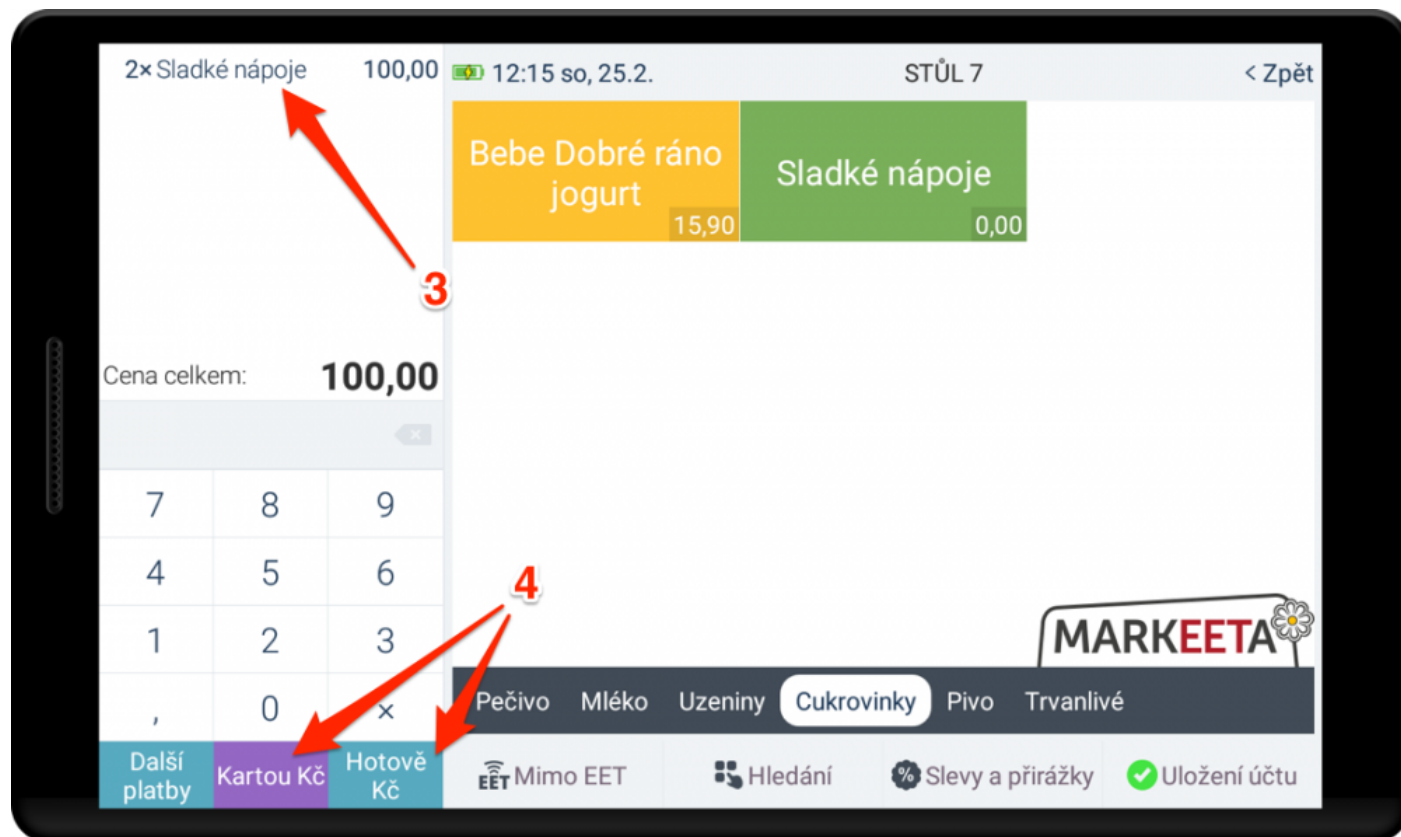 2× Sladké nápoje 100,00
12:15 so, 25.2. STŮL 7 < Zpět
Bebe Dobré ráno
jogurt
15,90
Sladké nápoje
0,00
3
Cena celkem: 100,00
7 8 9
4 5 6
1 2 3
, 0 ×
4
MARKEETA
Pečivo Mléko Uzeniny Cukrovinky Pivo Trvanlivé
Další
platby
Kartou Kč
Hotově
Kč
EET Mimo EET Hledání % Slevy a přirážky Uložení účtu